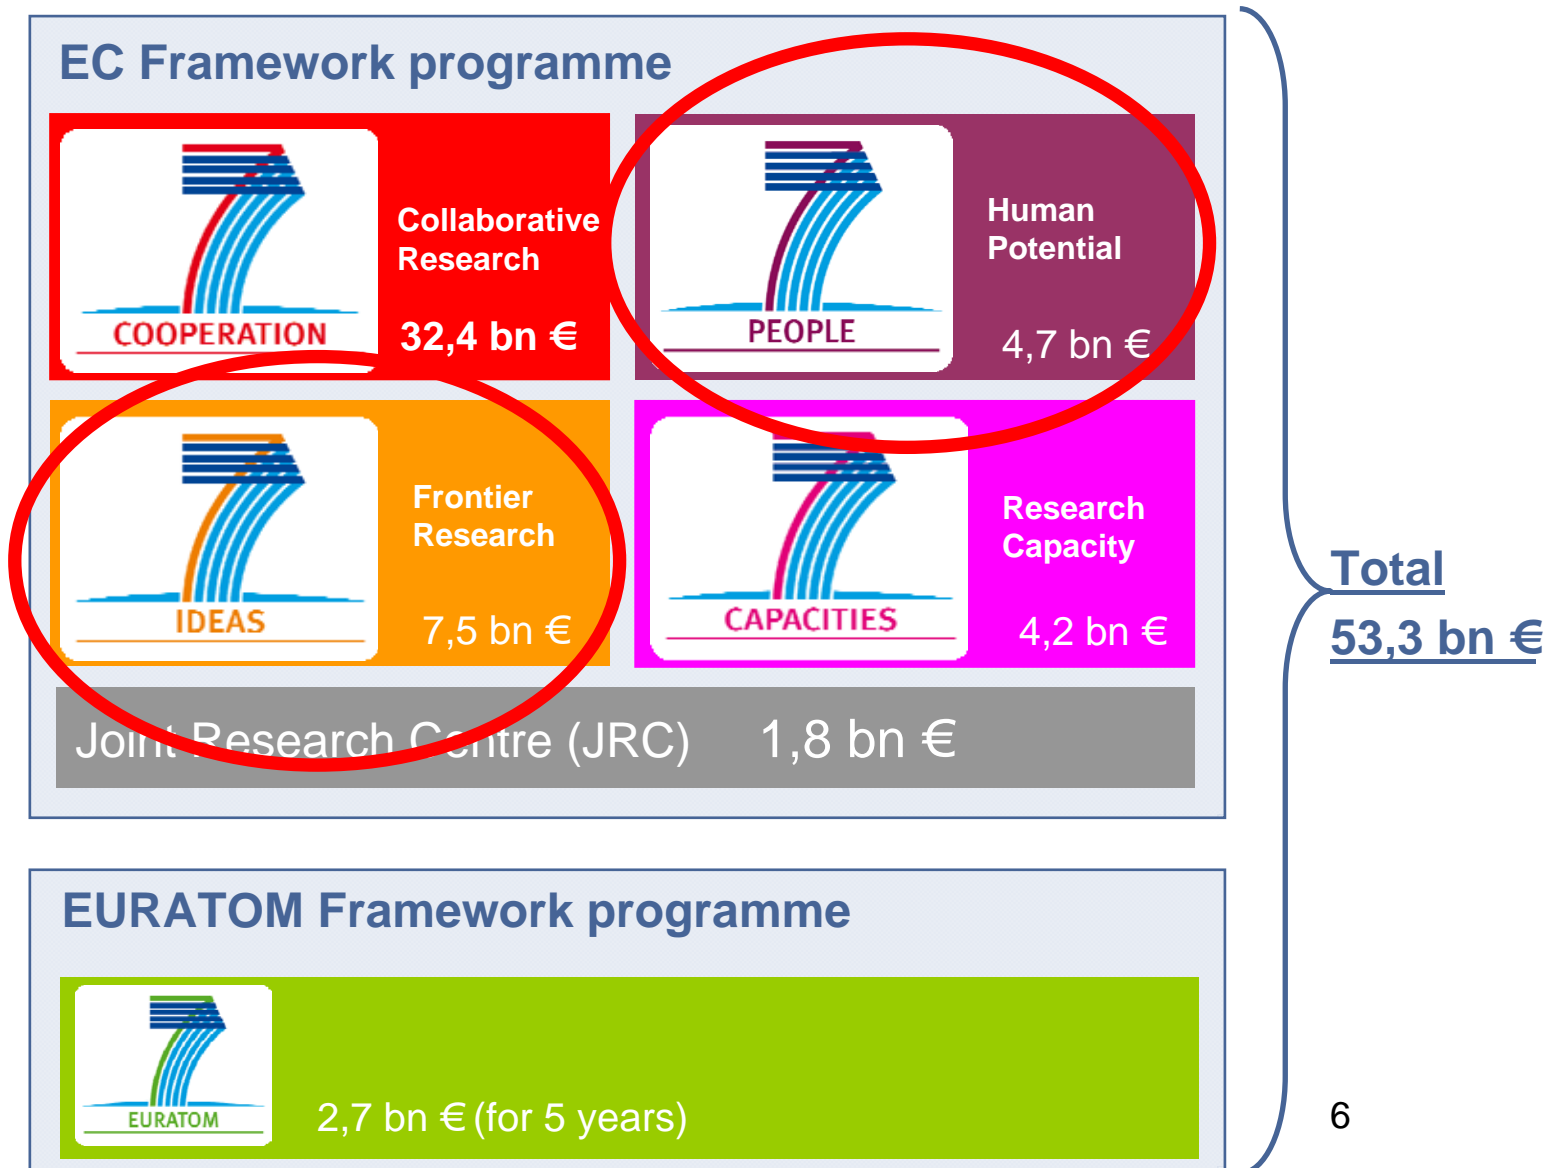 EC Framework programme
COOPERATION
Collaborative
Research
32,4 bn €
PEOPLE
Human
Potential
4,7 bn €
IDEAS
Frontier
Research
7,5 bn €
CAPACITIES
Research
Capacity
4,2 bn €
Joint Research Centre (JRC) 1,8 bn €
Total
53,3 bn €
EURATOM Framework programme
EURATOM
2,7 bn € (for 5 years)
6